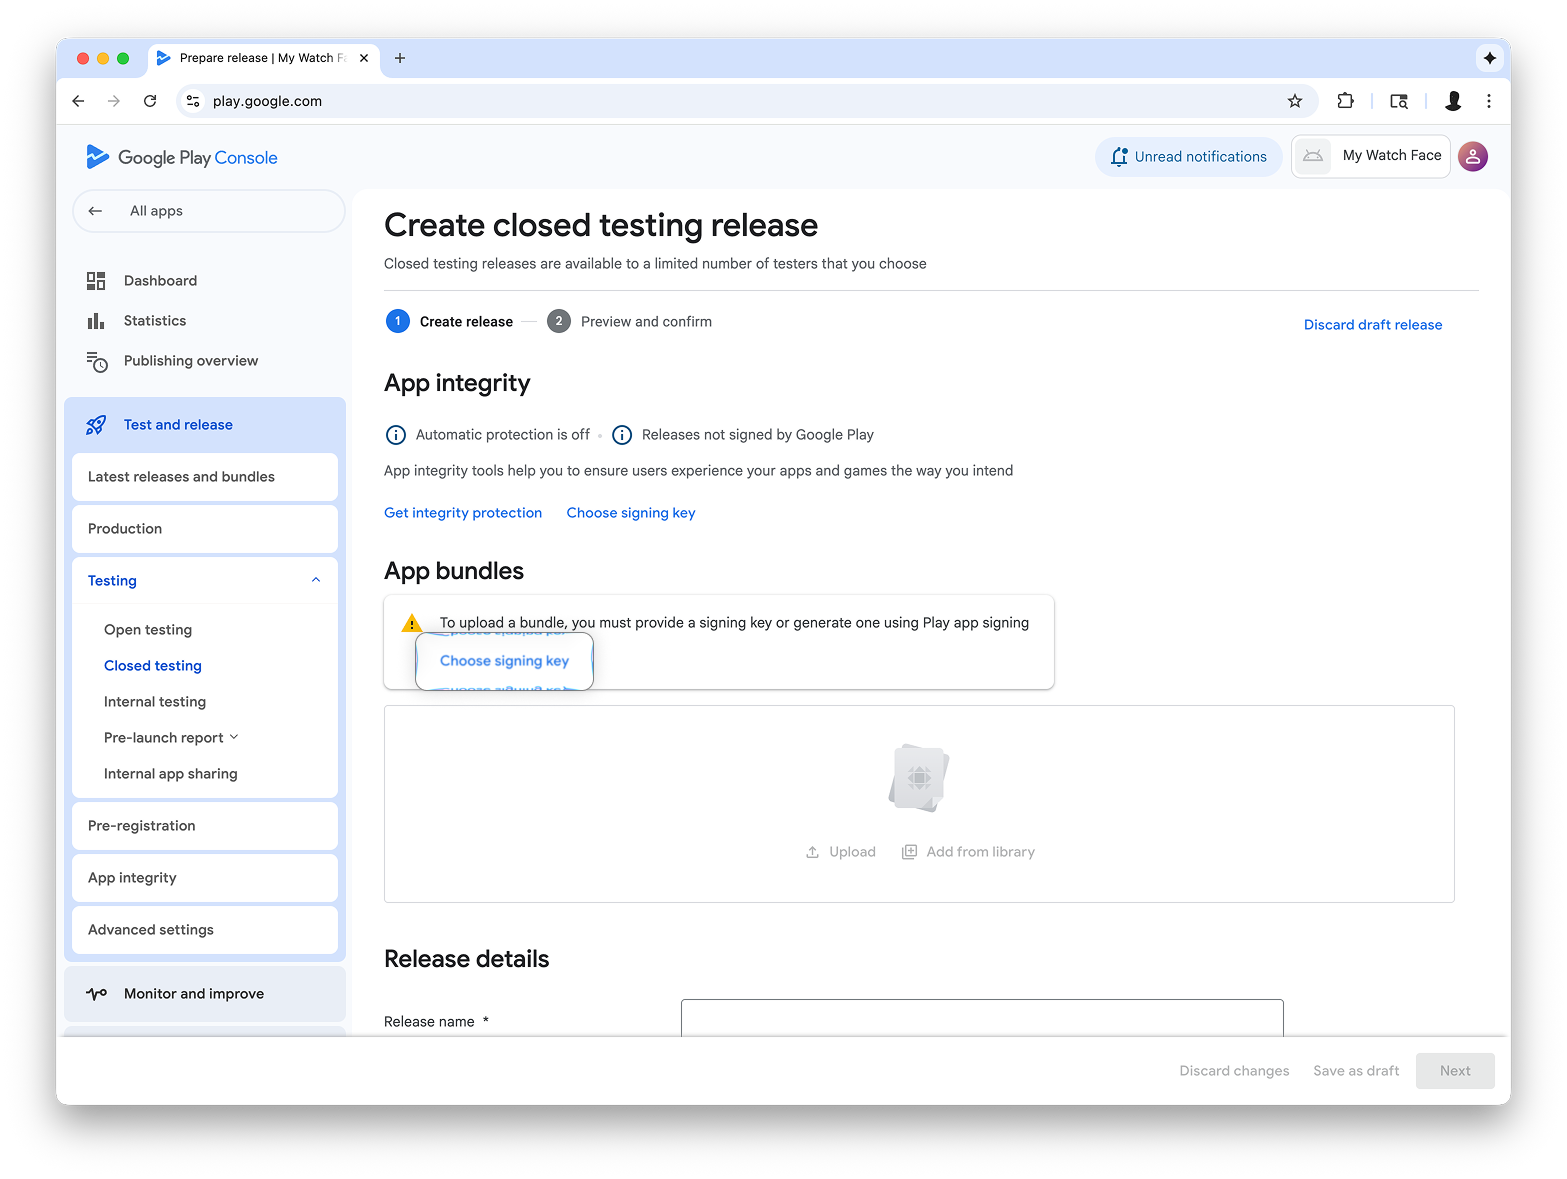 Prepare release | My Watch Fa
play.google.com
Google Play Console
Unread notifications
My Watch Face
All apps
Dashboard
Statistics
Publishing overview
Test and release
Latest releases and bundles
Production
Testing
Open testing
Closed testing
Internal testing
Pre-launch report
Internal app sharing
Pre-registration
App integrity
Advanced settings
Monitor and improve
Create closed testing release
Closed testing releases are available to a limited number of testers that you choose
1 Create release
2 Preview and confirm
Discard draft release
App integrity
Automatic protection is off • Releases not signed by Google Play
App integrity tools help you to ensure users experience your apps and games the way you intend
Get integrity protection Choose signing key
App bundles
To upload a bundle, you must provide a signing key or generate one using Play app signing
Choose signing key
Upload Add from library
Release details
Release name *
Discard changes Save as draft Next